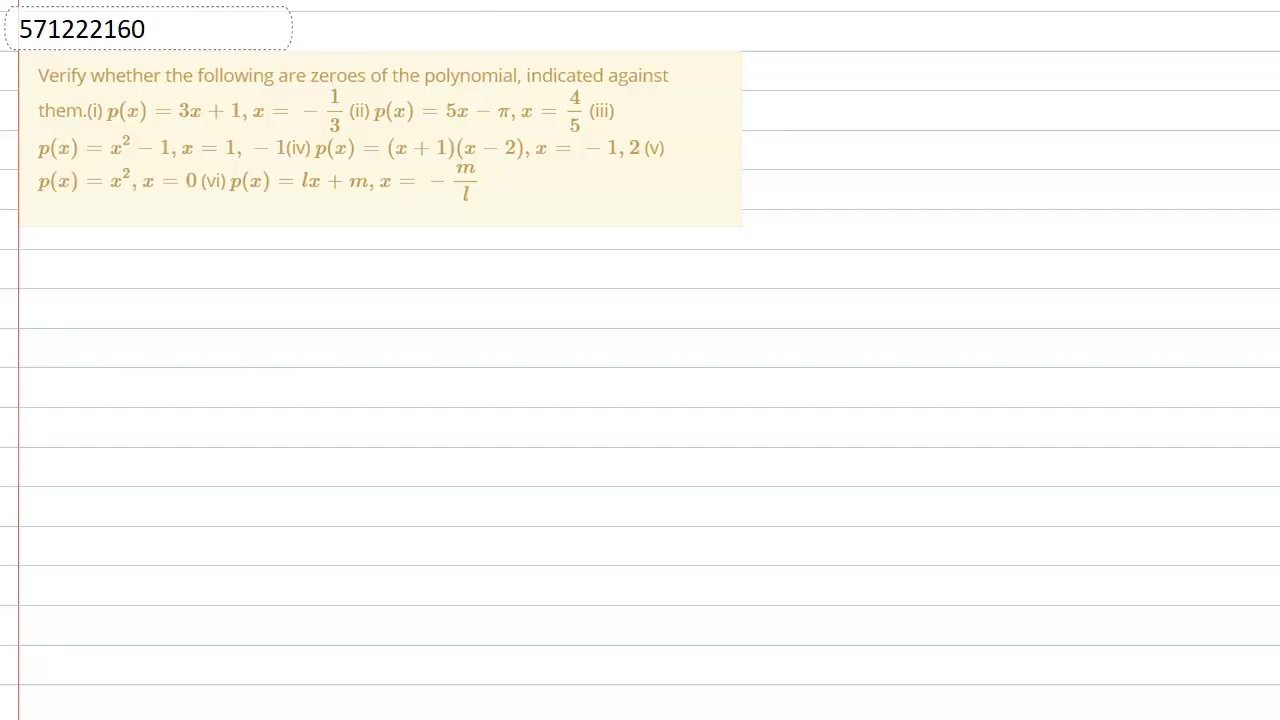 571222160
Verify whether the following are zeroes of the polynomial, indicated against
them.(i) p(x) = 3x + 1, x = − 1/3 (ii) p(x) = 5x − π, x = 4/5 (iii)
p(x) = x² − 1, x = 1, − 1(iv) p(x) = (x + 1)(x − 2), x = − 1, 2 (v)
p(x) = x², x = 0 (vi) p(x) = lx + m, x = − m/l